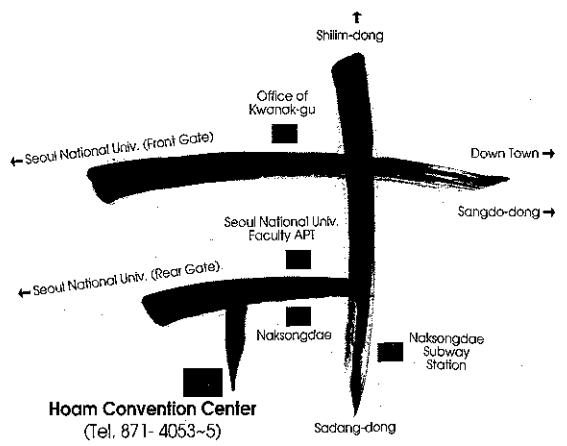 ↑
Shilim-dong
Office of
Kwanak-gu
←Seoul National Univ. (Front Gate)
Down Town→
Sangdo-dong→
Seoul National Univ.
Faculty APT
←Seoul National Univ. (Rear Gate)
Naksongdae
Naksongdae
Subway
Station
Hoam Convention Center
(Tel. 871-4053~5)
Sadang-dong